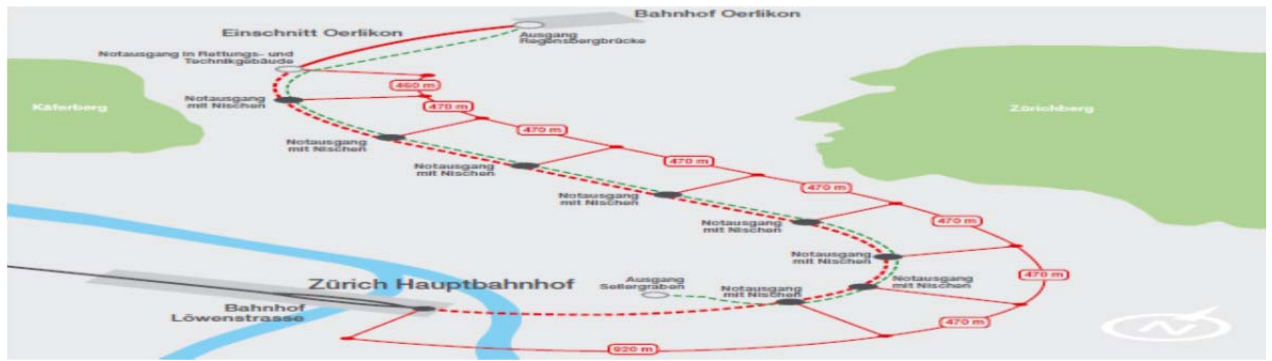 Bahnhof Oerlikon
Einschnitt Oerlikon
Ausgang
Regensbergbrücke
Notausgang in Rettungs- und
Technikgebäude
460 m
Käferberg
Notausgang
mit Nischen
470 m
Zürichberg
470 m
Notausgang
mit Nischen
470 m
Notausgang
mit Nischen
470 m
Notausgang
mit Nischen
470 m
Notausgang
mit Nischen
Notausgang
mit Nischen
470 m
Zürich Hauptbahnhof
Ausgang
Seilergraben
Notausgang
mit Nischen
Notausgang
mit Nischen
Bahnhof
Löwenstrasse
470 m
920 m
N